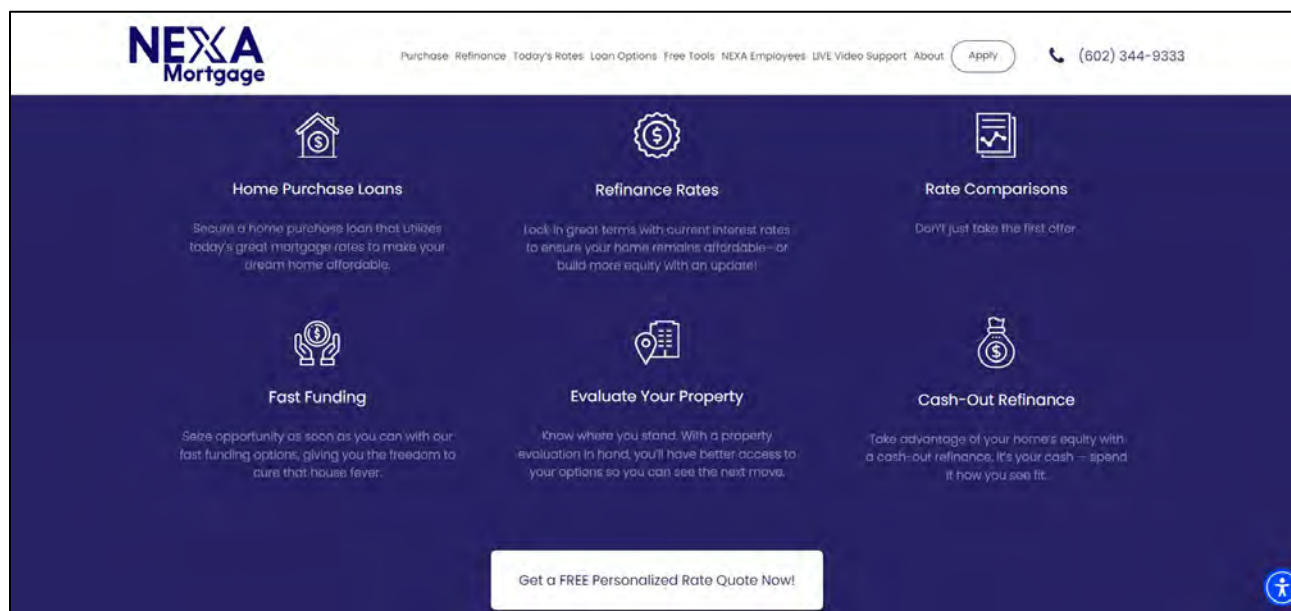 NEXA
Mortgage
Purchase Refinance Today's Rates Loan Options Free Tools NEXA Employees LIVE Video Support About Apply (602) 344-9333
Home Purchase Loans
Secure a home purchase loan that utilizes
today's great mortgage rates to make your
dream home affordable.
Refinance Rates
Lock in great terms with current interest rates
to ensure your home remains affordable—or
build more equity with an update!
Rate Comparisons
Don't just take the first offer
Fast Funding
Seize opportunity as soon as you can with our
fast funding options, giving you the freedom to
cure that house fever.
Evaluate Your Property
Know where you stand. With a property
evaluation in hand, you'll have better access to
your options so you can see the next move.
Cash-Out Refinance
Take advantage of your home's equity with
a cash-out refinance. It's your cash — spend
it how you see fit.
Get a FREE Personalized Rate Quote Now!